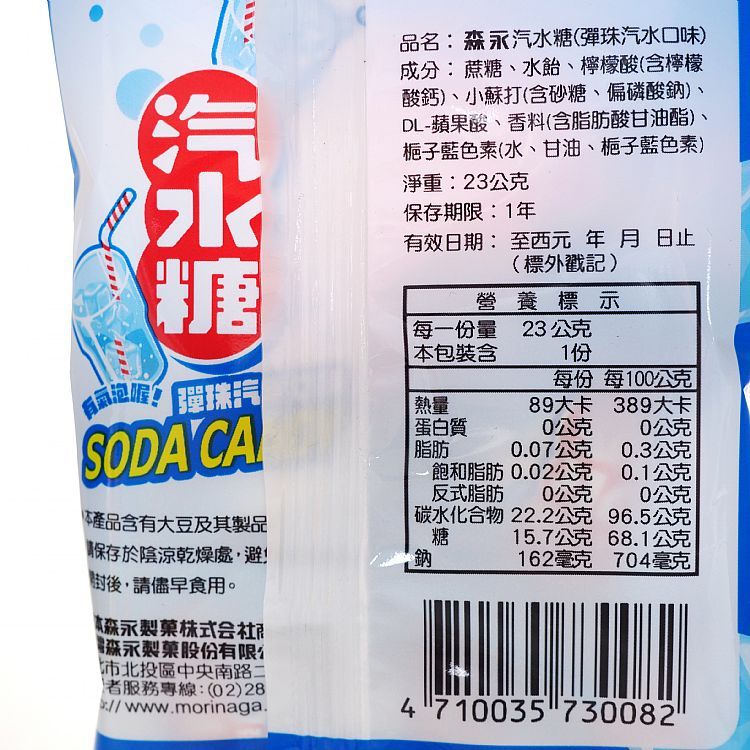 汽水糖
有氣泡喔!
彈珠汽
SODA CA
本產品含有大豆及其製品
請保存於陰涼乾燥處,避免
開封後,請儘早食用。
本森永製菓株式会社商
森永製菓股份有限公
市北投區中央南路二
者服務專線:(02)28
:// www.morinaga.
品名:森永汽水糖(彈珠汽水口味)
成分:蔗糖、水飴、檸檬酸(含檸檬
酸鈣)、小蘇打(含砂糖、偏磷酸鈉)、
DL-蘋果酸、香料(含脂肪酸甘油酯)、
梔子藍色素(水、甘油、梔子藍色素)
淨重:23公克
保存期限:1年
有效日期:至西元 年 月 日止
(標外戳記)
營養標示
每一份量 23公克
本包裝含 1份
每份 每100公克
熱量 89大卡 389大卡
蛋白質 0公克 0公克
脂肪 0.07公克 0.3公克
飽和脂肪 0.02公克 0.1公克
反式脂肪 0公克 0公克
碳水化合物 22.2公克 96.5公克
糖 15.7公克 68.1公克
鈉 162毫克 704毫克
4 710035 730082